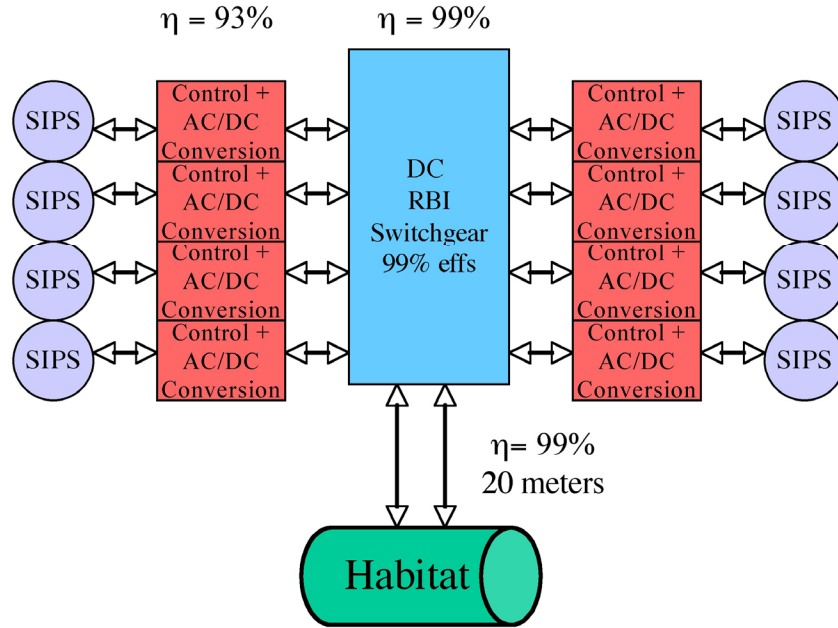 η = 93%
η = 99%
SIPS
Control +
AC/DC
Conversion
SIPS
Control +
AC/DC
Conversion
SIPS
Control +
AC/DC
Conversion
SIPS
Control +
AC/DC
Conversion
DC
RBI
Switchgear
99% effs
Control +
AC/DC
Conversion
SIPS
Control +
AC/DC
Conversion
SIPS
Control +
AC/DC
Conversion
SIPS
Control +
AC/DC
Conversion
SIPS
η= 99%
20 meters
Habitat